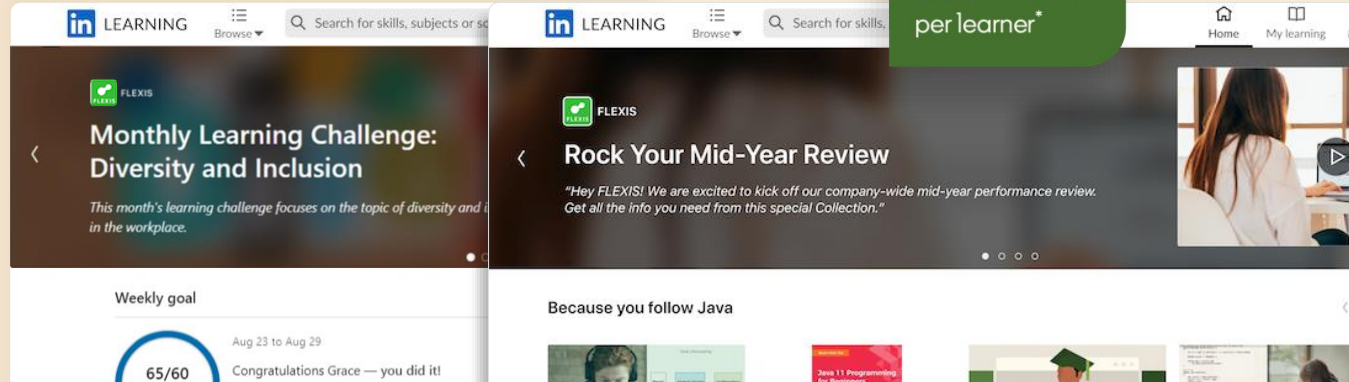 in LEARNING
Browse
Search for skills, subjects or so
FLEXIS
FLEXIS
Monthly Learning Challenge:
Diversity and Inclusion
This month's learning challenge focuses on the topic of diversity and i
in the workplace.
Weekly goal
65/60
Aug 23 to Aug 29
Congratulations Grace — you did it!
in LEARNING
Browse
Search for skills,
per learner*
Home
My learning
FLEXIS
FLEXIS
Rock Your Mid-Year Review
"Hey FLEXIS! We are excited to kick off our company-wide mid-year performance review.
Get all the info you need from this special Collection."
Because you follow Java
Java 11 Programming
for Beginners